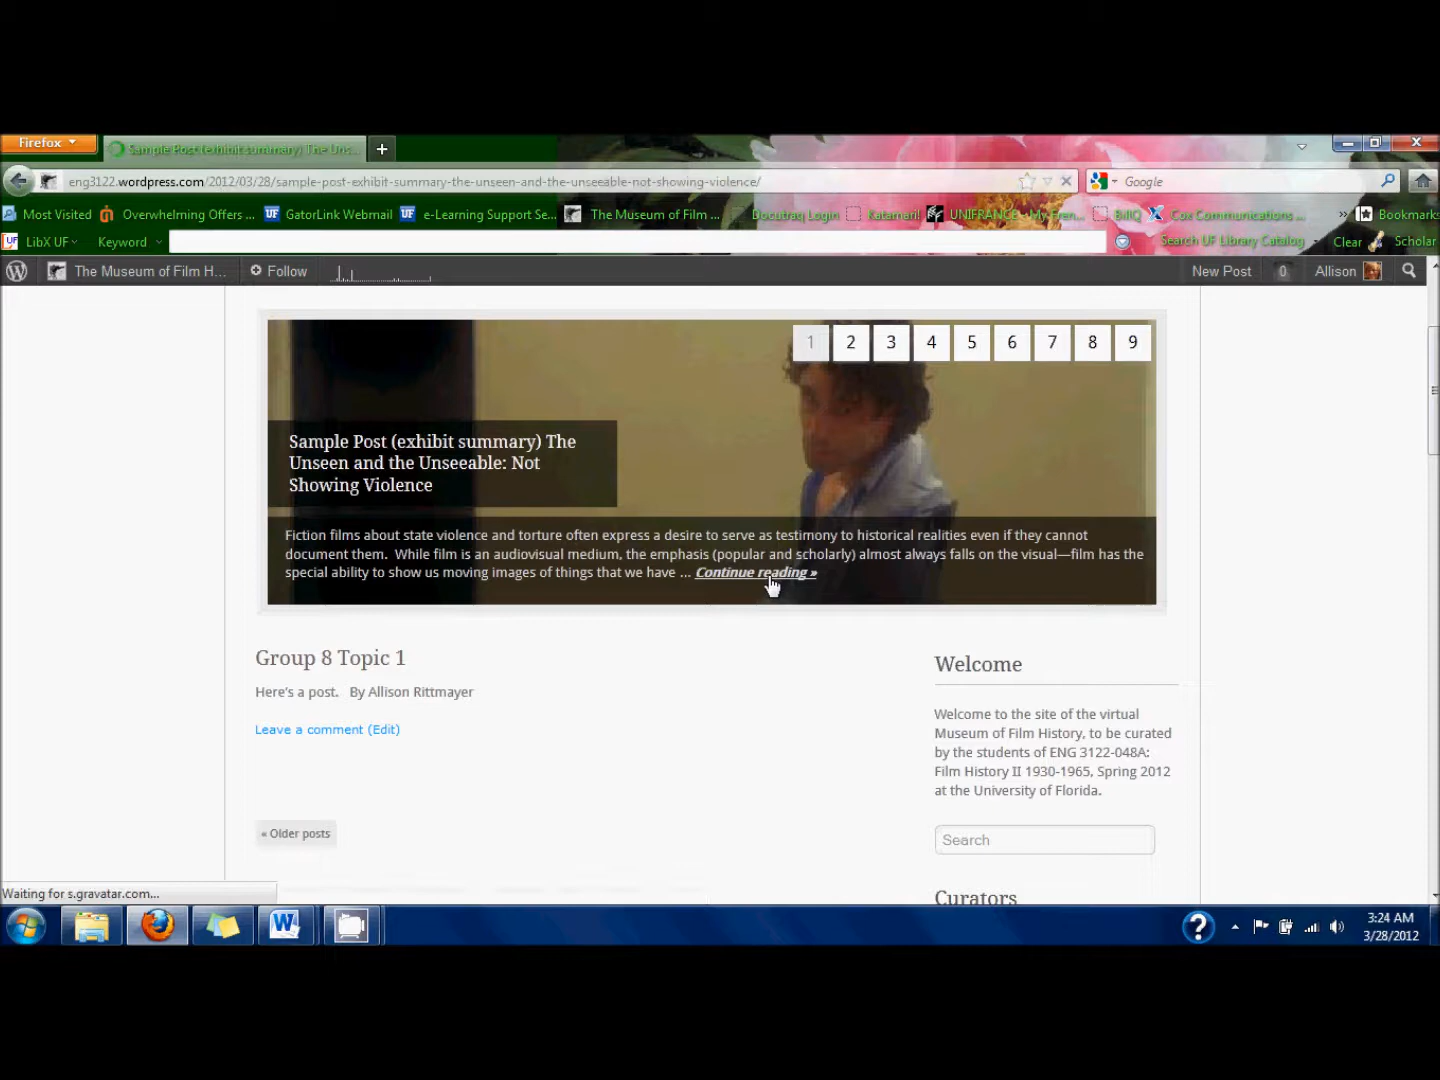 Firefox
Sample Post (exhibit summary) The Uns...
eng3122.wordpress.com/2012/03/28/sample-post-exhibit-summary-the-unseen-and-the-unseeable-not-showing-violence/
Google
Most Visited Overwhelming Offers ... UF GatorLink Webmail UF e-Learning Support Se... The Museum of Film ... Docutraq Login Katamari! UNIFRANCE - My Fren... BillQ Cox Communications ... » Bookmarks
UF LibX UF Keyword Search UF Library Catalog Clear Scholar
The Museum of Film H... Follow New Post 0 Allison
1 2 3 4 5 6 7 8 9
Sample Post (exhibit summary) The
Unseen and the Unseeable: Not
Showing Violence
Fiction films about state violence and torture often express a desire to serve as testimony to historical realities even if they cannot
document them. While film is an audiovisual medium, the emphasis (popular and scholarly) almost always falls on the visual—film has the
special ability to show us moving images of things that we have ... Continue reading »
Group 8 Topic 1
Here's a post. By Allison Rittmayer
Leave a comment (Edit)
« Older posts
Welcome
Welcome to the site of the virtual
Museum of Film History, to be curated
by the students of ENG 3122-048A:
Film History II 1930-1965, Spring 2012
at the University of Florida.
Search
Curators
Waiting for s.gravatar.com...
3:24 AM
3/28/2012